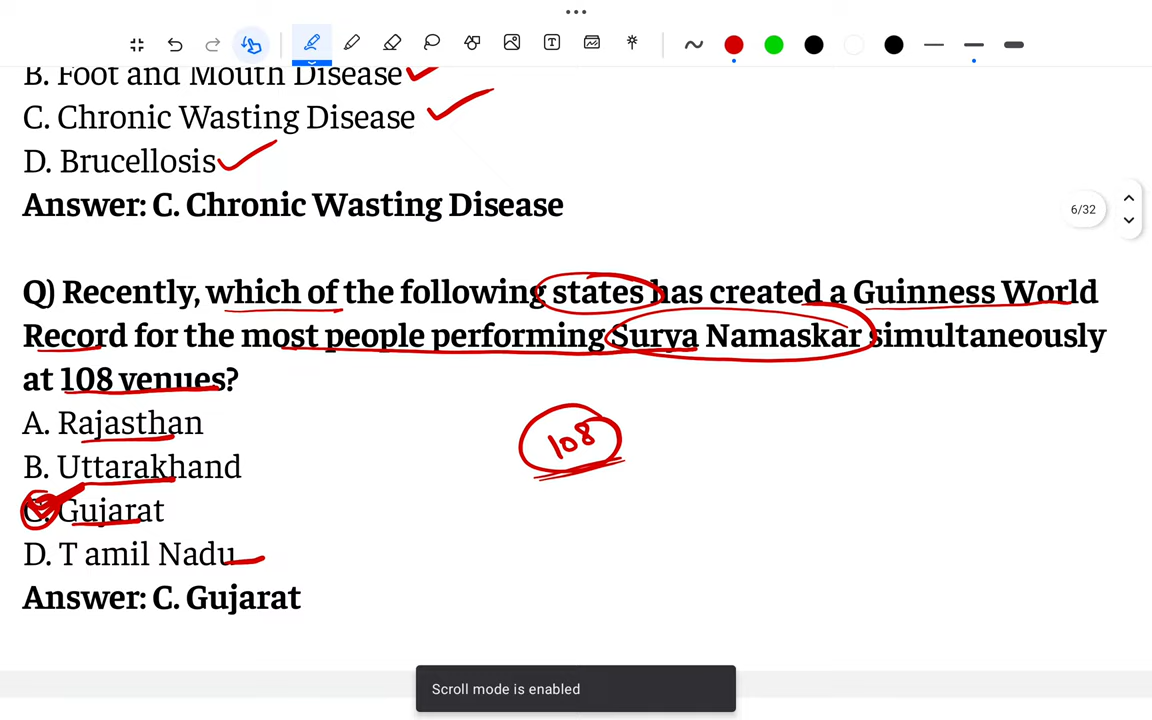 B. Foot and Mouth Disease
C. Chronic Wasting Disease
D. Brucellosis
Answer: C. Chronic Wasting Disease
6/32
Q) Recently, which of the following states has created a Guinness World
Record for the most people performing Surya Namaskar simultaneously
at 108 venues?
A. Rajasthan
108
B. Uttarakhand
C. Gujarat
D. T amil Nadu
Answer: C. Gujarat
Scroll mode is enabled